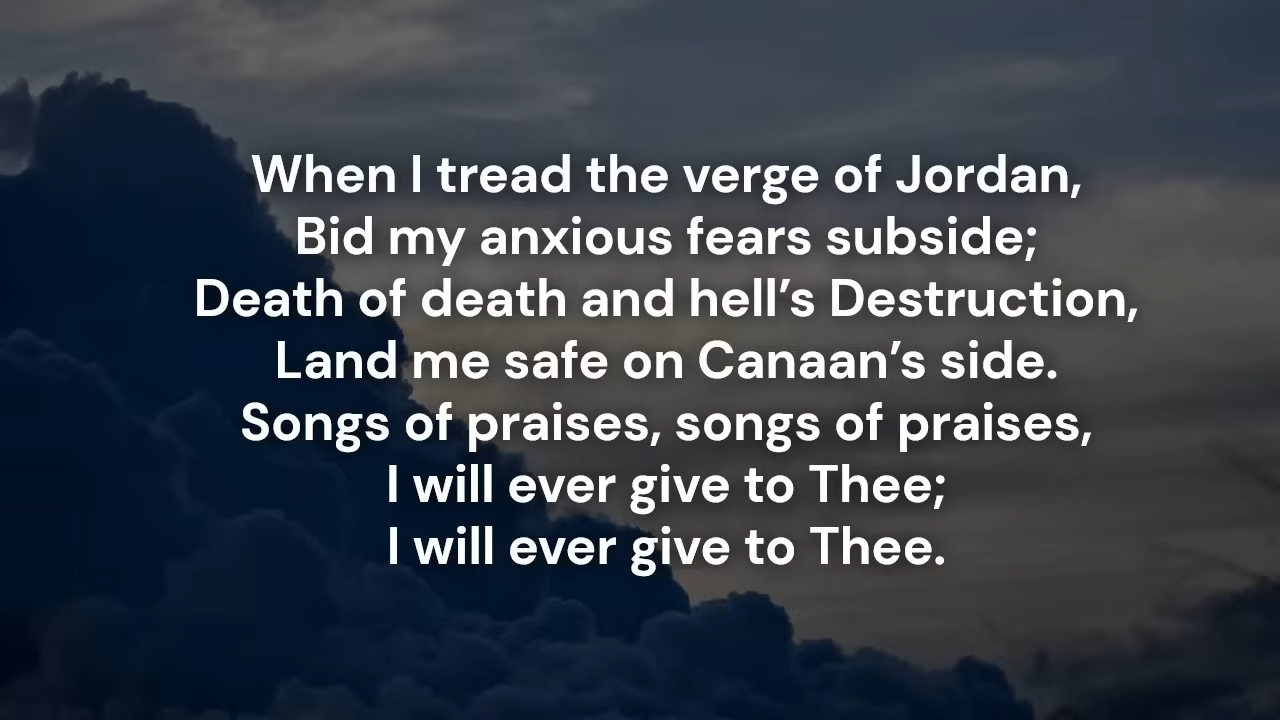 When I tread the verge of Jordan,
Bid my anxious fears subside;
Death of death and hell’s Destruction,
Land me safe on Canaan’s side.
Songs of praises, songs of praises,
I will ever give to Thee;
I will ever give to Thee.